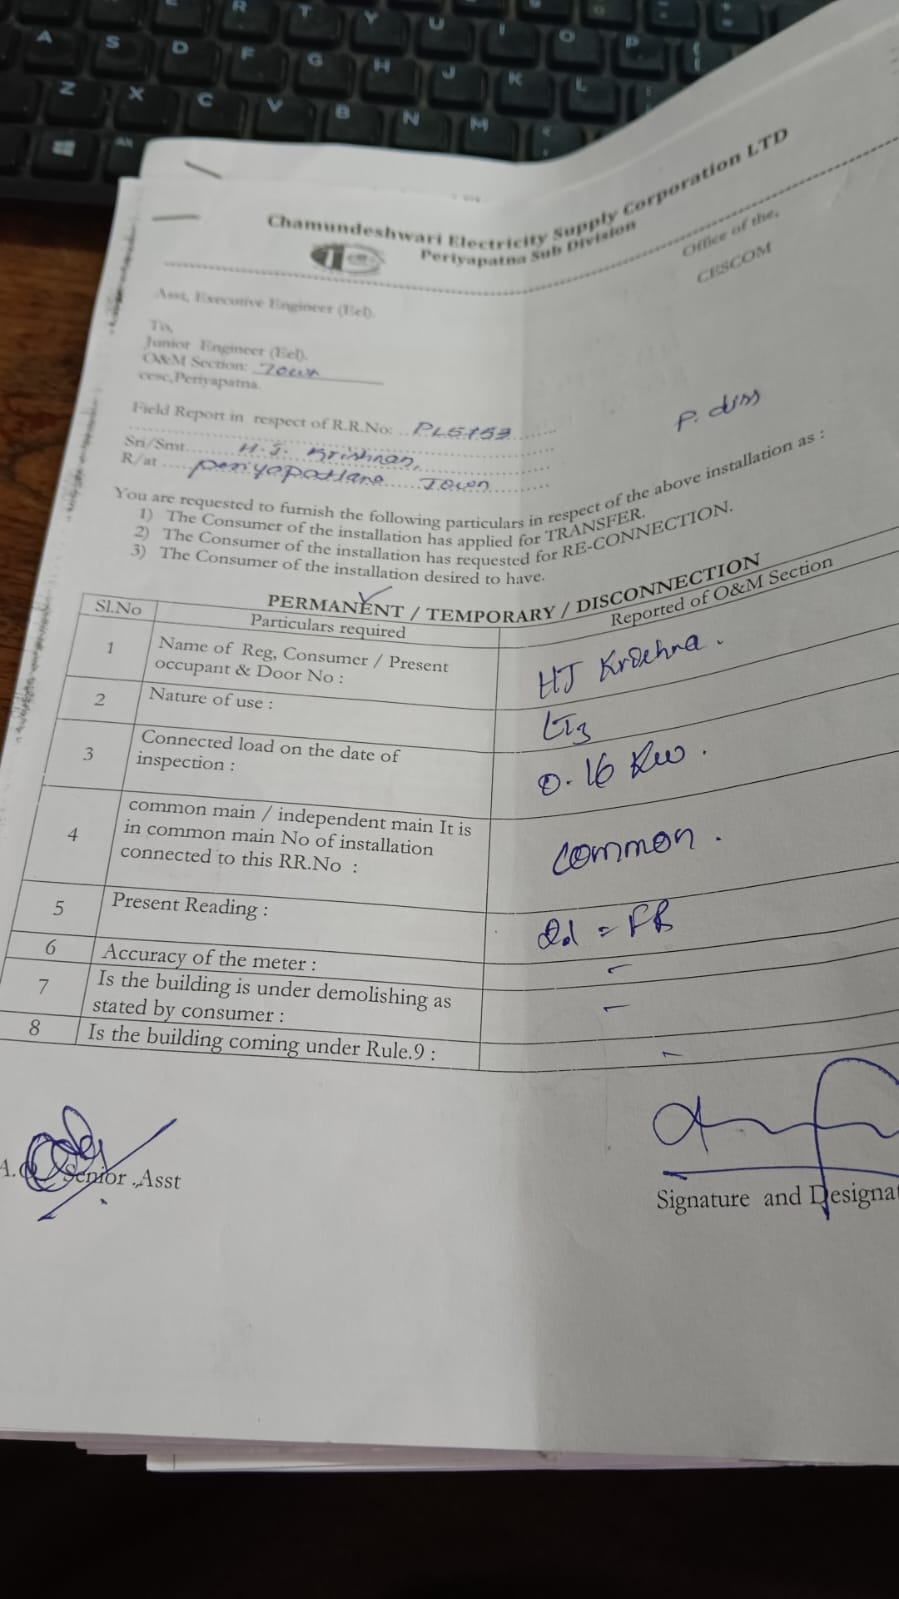 Chamundeshwari Electricity Supply Corporation LTD
Periyapatna Sub Division
Office of the,
CESCOM
Asst, Executive Engineer (Eel).
To,
Junior Engineer (Eel).
O&M Section: Town
cesc,Periyapatna.
P. diss
Field Report in respect of R.R.No: PL5153
Sri/Smt. H.J. Krishnan,
R/at periyapattana Town
You are requested to furnish the following particulars in respect of the above installation as :
1) The Consumer of the installation has applied for TRANSFER.
2) The Consumer of the installation has requested for RE-CONNECTION.
3) The Consumer of the installation desired to have.
PERMANENT / TEMPORARY / DISCONNECTION
Sl.No Particulars required Reported of O&M Section
1 Name of Reg, Consumer / Present occupant & Door No : HJ Krishna.
2 Nature of use : LT3
3 Connected load on the date of inspection : 0.16 Kw.
4 common main / independent main It is in common main No of installation connected to this RR.No : common.
5 Present Reading : = FR
6 Accuracy of the meter : -
7 Is the building is under demolishing as stated by consumer : -
8 Is the building coming under Rule.9 : -
Senior .Asst
Signature and Designa